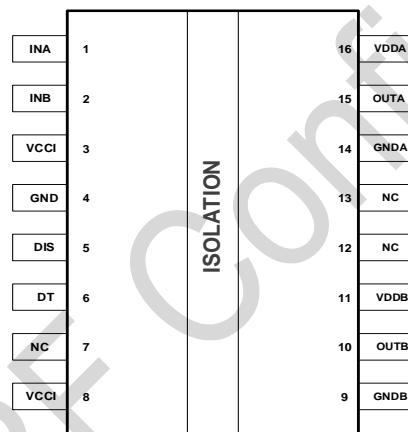 INA 1 16 VDDA
INB 2 15 OUTA
VCCI 3 14 GNDA
GND 4 13 NC
DIS 5 12 NC
DT 6 11 VDDB
NC 7 10 OUTB
VCCI 8 9 GNDB
ISOLATION